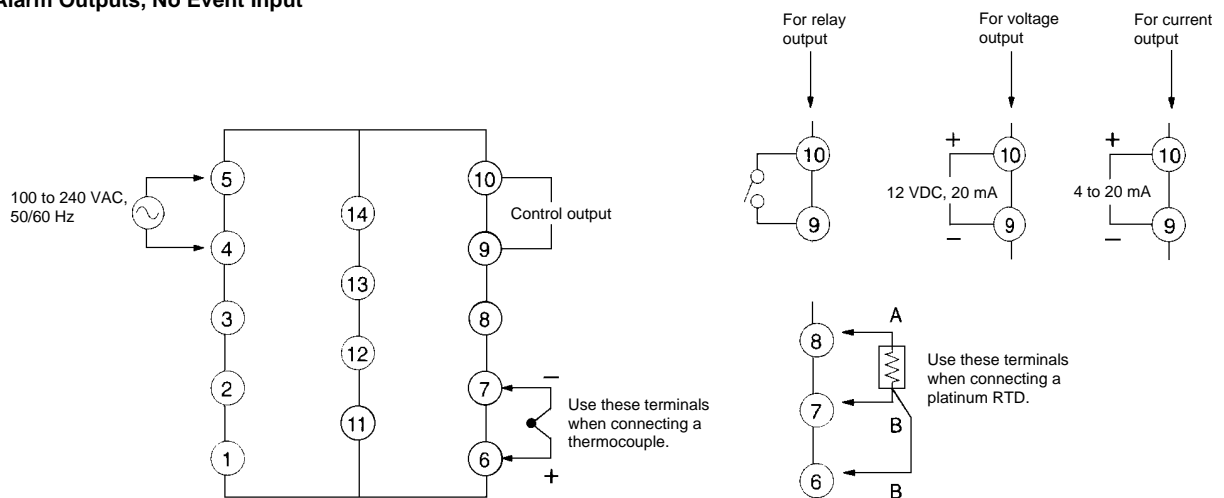 Alarm Outputs, No Event Input
For relay
output
For voltage
output
For current
output
100 to 240 VAC,
50/60 Hz
5
4
3
2
1
14
13
12
11
10
9
8
7
6
Control output
−
+
Use these terminals
when connecting a
thermocouple.
10
9
+
10
12 VDC, 20 mA
9
−
+
10
4 to 20 mA
9
−
8
7
6
A
B
B
Use these terminals
when connecting a
platinum RTD.